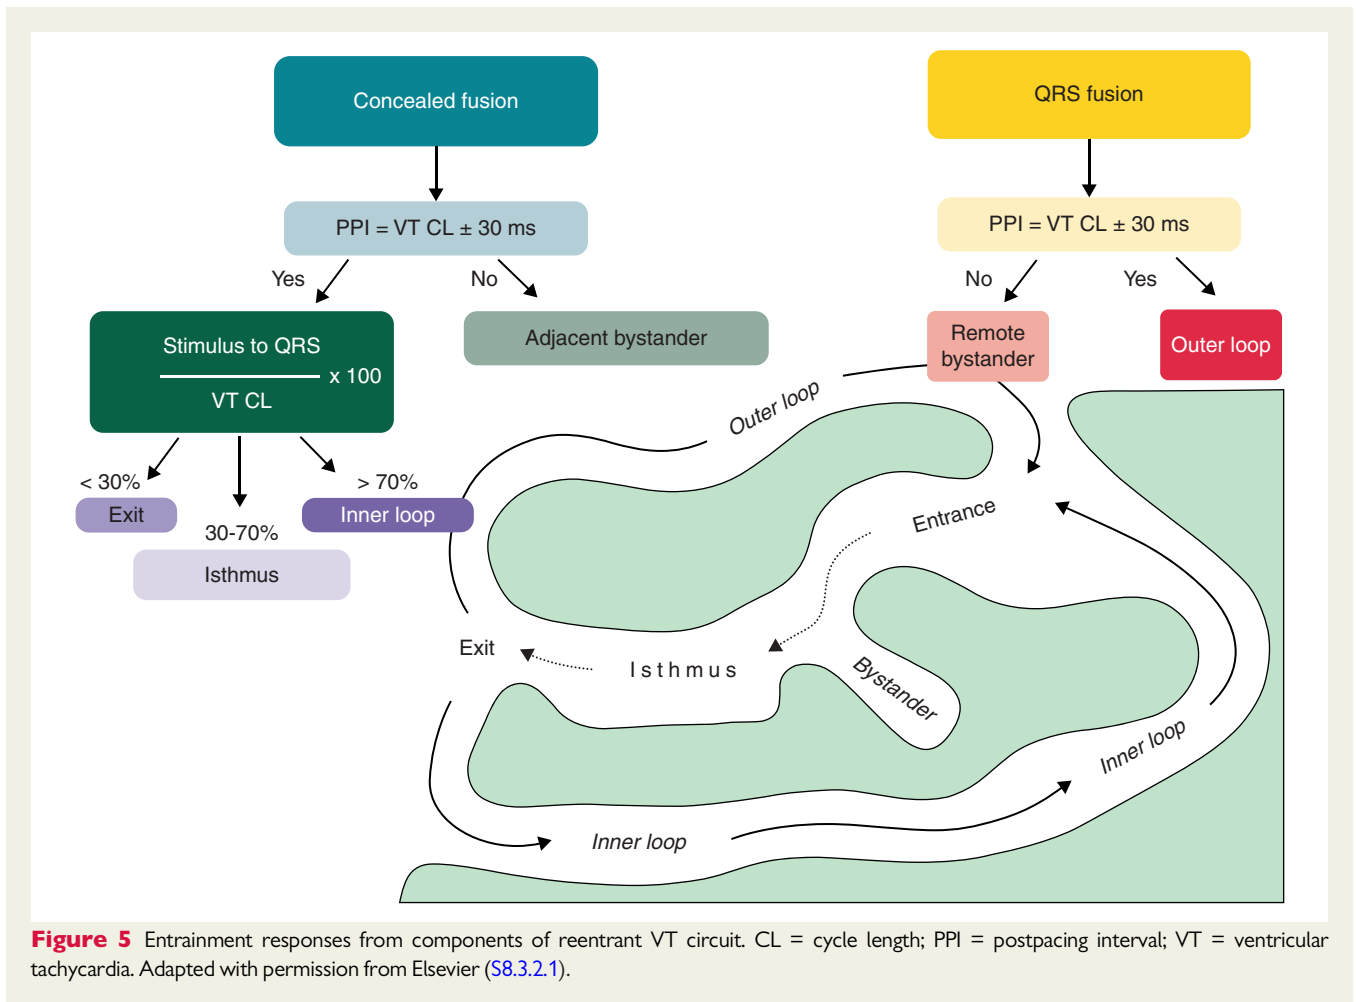 Concealed fusion
QRS fusion
PPI = VT CL ± 30 ms
PPI = VT CL ± 30 ms
Yes
No
No
Yes
Stimulus to QRS
x 100
VT CL
Adjacent bystander
Remote
bystander
Outer loop
< 30%
Exit
30-70%
Isthmus
> 70%
Inner loop
Outer loop
Entrance
Exit
Isthmus
Bystander
Inner loop
Inner loop
Figure 5 Entrainment responses from components of reentrant VT circuit. CL = cycle length; PPI = postpacing interval; VT = ventricular
tachycardia. Adapted with permission from Elsevier (S8.3.2.1).